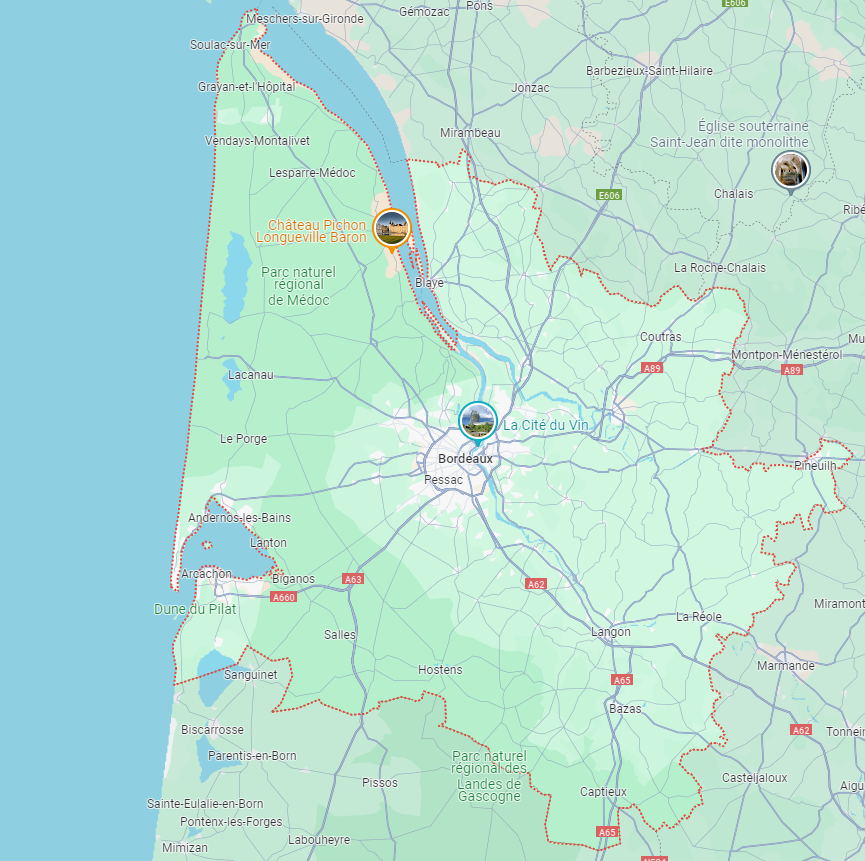 Meschers-sur-Gironde
Gémozac
Pons
E606
Soulac-sur-Mer
Barbezieux-Saint-Hilaire
Grayan-et-l'Hôpital
Jonzac
Mirambeau
Église souterraine
Saint-Jean dite monolithe
Vendays-Montalivet
Lesparre-Médoc
E606
Chalais
Ribé
Château Pichon
Longueville Baron
Parc naturel
régional
de Médoc
La Roche-Chalais
Blaye
Coutras
Mu
Montpon-Ménestérol
A89
A89
Lacanau
La Cité du Vin
Le Porge
Bordeaux
Pineuilh
Pessac
Andernos-les-Bains
Lanton
Arcachon
Biganos
A63
A62
A660
Dune du Pilat
Miramont
La Réole
Salles
Langon
Marmande
Hostens
Sanguinet
A65
Bazas
Biscarrosse
A62
Tonnein
Parentis-en-Born
Parc naturel
régional des
Landes de
Gascogne
Casteljaloux
Pissos
Captieux
Aigu
Sainte-Eulalie-en-Born
Pontenx-les-Forges
A65
Labouheyre
Mimizan